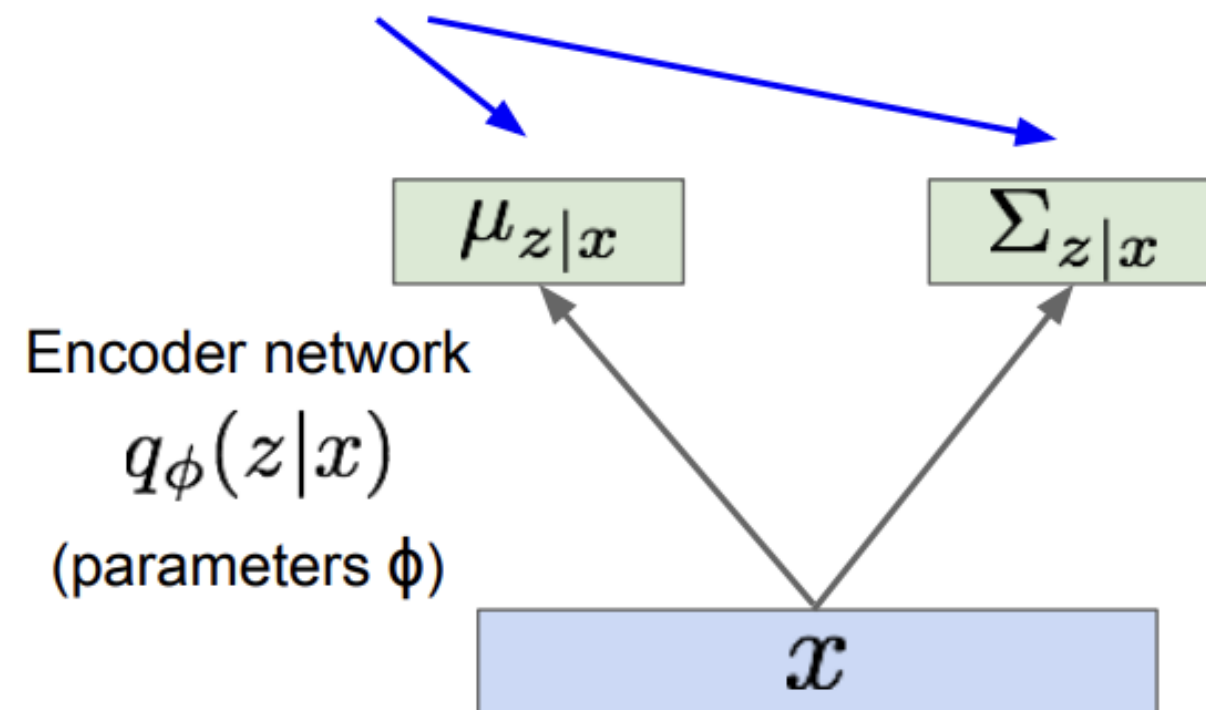 μ_{z|x} Σ_{z|x}
Encoder network
q_ϕ(z|x)
(parameters ϕ)
x